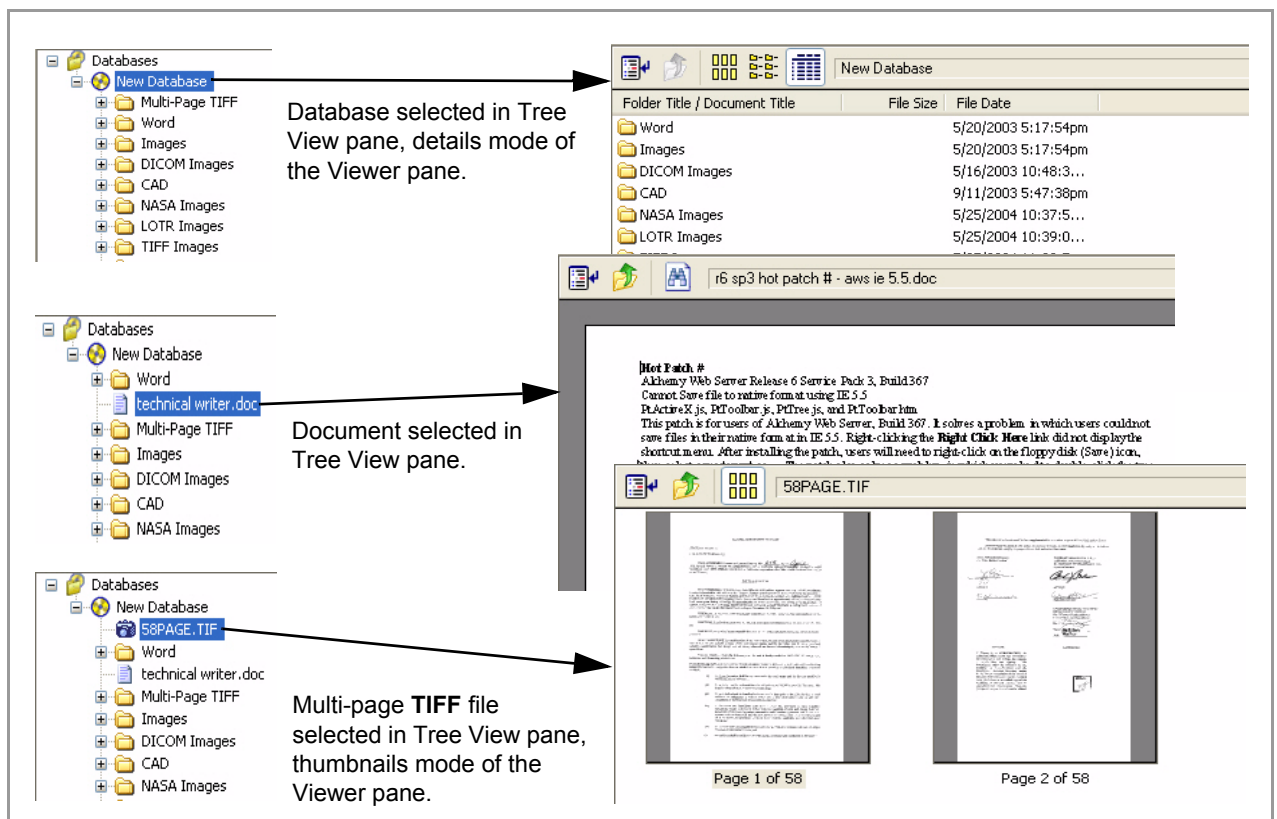 Databases
New Database
Multi-Page TIFF
Word
Images
DICOM Images
CAD
NASA Images
LOTR Images
TIFF Images
Database selected in Tree
View pane, details mode of
the Viewer pane.
New Database
Folder Title / Document Title File Size File Date
Word 5/20/2003 5:17:54pm
Images 5/20/2003 5:17:54pm
DICOM Images 5/16/2003 10:48:3...
CAD 9/11/2003 5:47:38pm
NASA Images 5/25/2004 10:37:5...
LOTR Images 5/25/2004 10:39:0...
Databases
New Database
Word
technical writer.doc
Multi-Page TIFF
Images
DICOM Images
CAD
NASA Images
Document selected in
Tree View pane.
r6 sp3 hot patch # - aws ie 5.5.doc
Hot Patch #
Alchemy Web Server Release 6 Service Pack 3, Build 367
Cannot Save file to native format using IE 5.5
PtActiveX.js, PtToolbar.js, PtTree.js, and PtToolbar.htm
This patch is for users of Alchemy Web Server, Build 367. It solves a problem in which users could not
save files in their native format in IE 5.5. Right-clicking the Right Click Here link did not display the
shortcut menu. After installing the patch, users will need to right-click on the floppy disk (Save) icon,
Databases
New Database
58PAGE.TIF
Word
technical writer.doc
Multi-Page TIFF
Images
DICOM Images
CAD
NASA Images
Multi-page TIFF file
selected in Tree View pane,
thumbnails mode of the
Viewer pane.
58PAGE.TIF
Page 1 of 58 Page 2 of 58